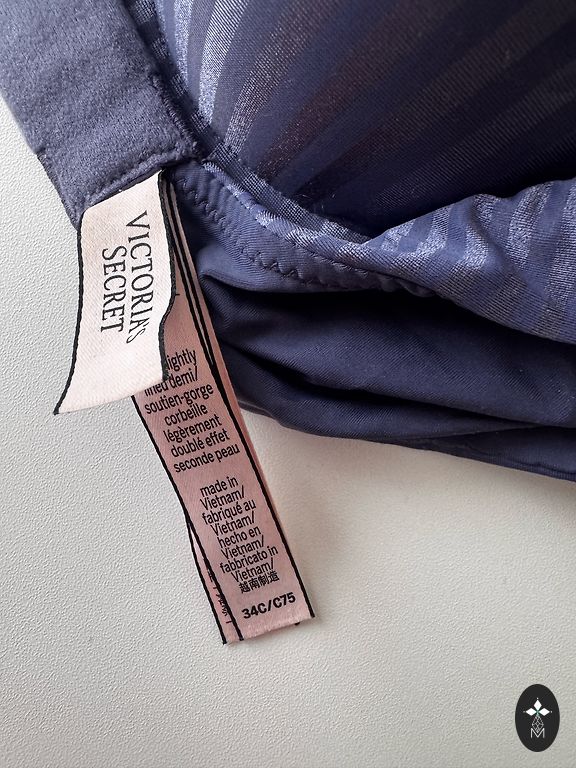 VICTORIA'S
SECRET
lightly
lined demi/
soutien-gorge
corbeille
légèrement
doublé effet
seconde peau
made in
Vietnam/
fabriqué au
Vietnam/
hecho en
Vietnam/
fabbricato in
Vietnam/
越南制造
34C/C75
M